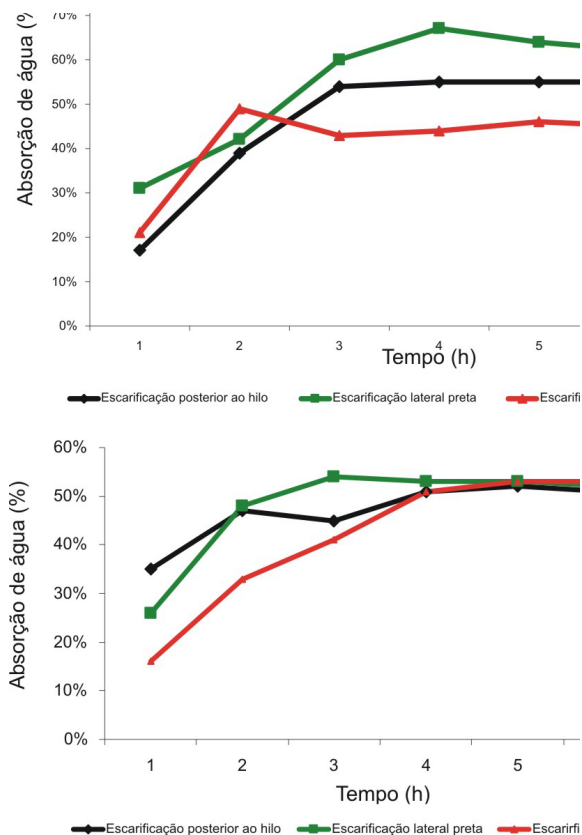 70%
60%
50%
40%
30%
20%
10%
0%
Absorção de água (%
1 2 3 4 5
Tempo (h)
Escarificação posterior ao hilo Escarificação lateral preta Escarifi
60%
50%
40%
30%
20%
10%
0%
Absorção de água (%)
1 2 3 4 5
Tempo (h)
Escarificação posterior ao hilo Escarificação lateral preta Escarirfi